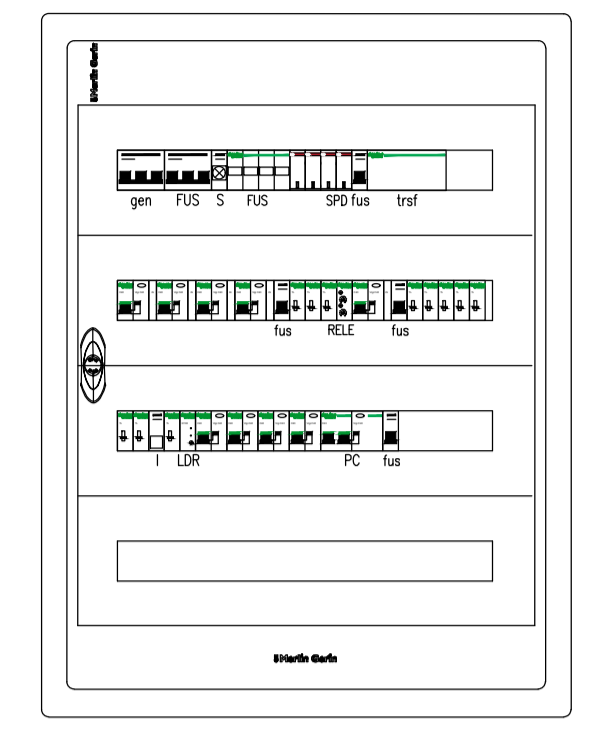 Merlin Gerin
gen FUS S FUS SPD fus trsf
fus RELE fus
I LDR PC fus
Merlin Gerin